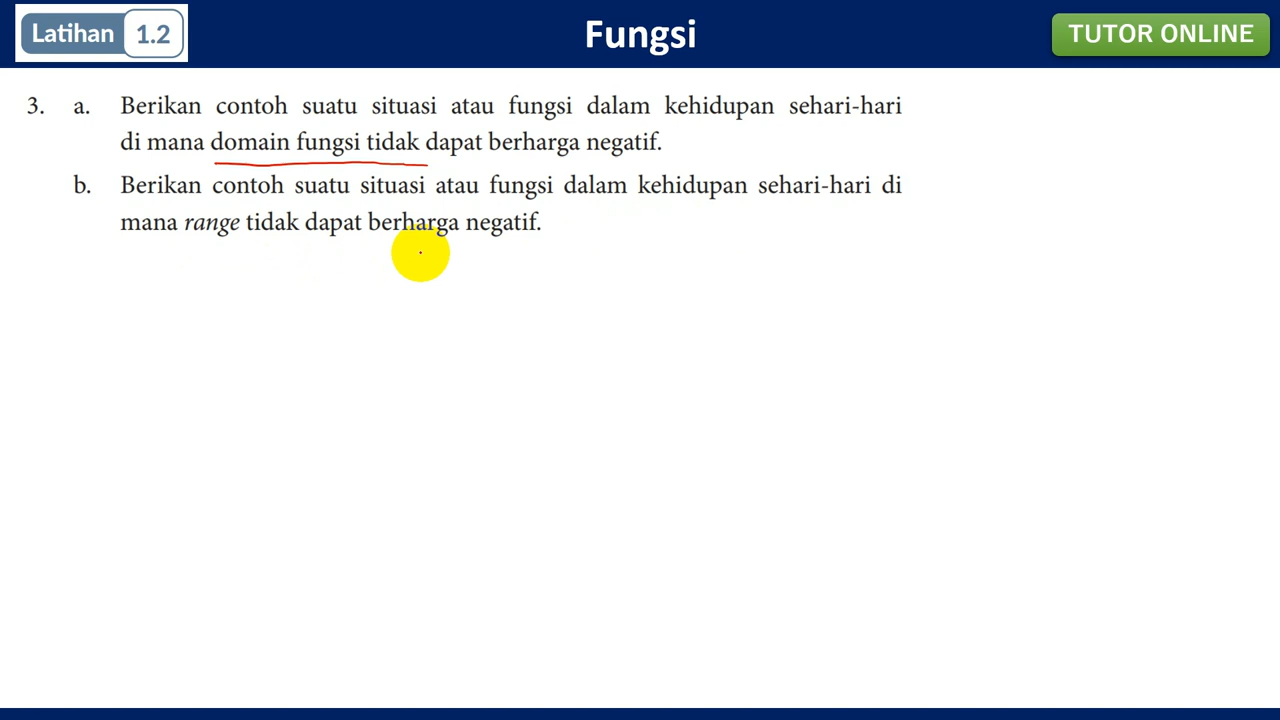 Latihan 1.2
Fungsi
TUTOR ONLINE
3. a. Berikan contoh suatu situasi atau fungsi dalam kehidupan sehari-hari
di mana domain fungsi tidak dapat berharga negatif.
b. Berikan contoh suatu situasi atau fungsi dalam kehidupan sehari-hari di
mana range tidak dapat berharga negatif.